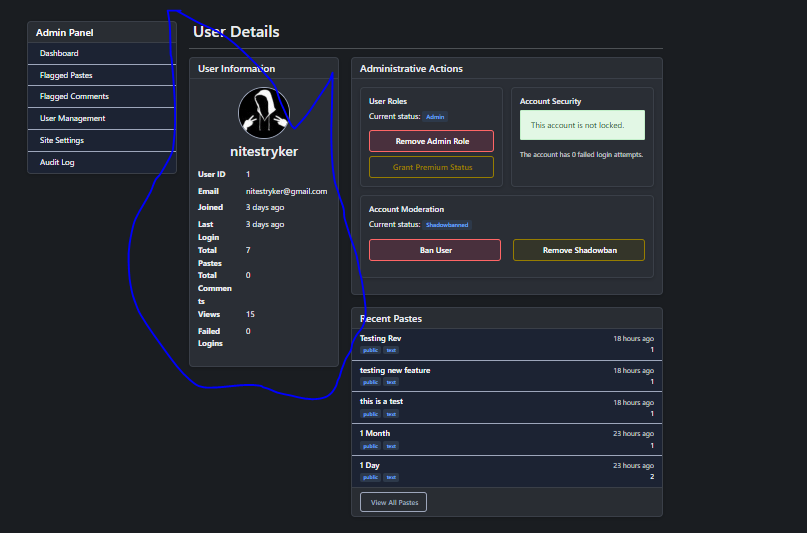 User Details
Admin Panel
Dashboard
Flagged Pastes
Flagged Comments
User Management
Site Settings
Audit Log
User Information
nitestryker
User ID 1
Email nitestryker@gmail.com
Joined 3 days ago
Last 3 days ago
Login
Total 7
Pastes
Total 0
Commen
ts
Views 15
Failed 0
Logins
Administrative Actions
User Roles
Current status: Admin
Remove Admin Role
Grant Premium Status
Account Security
This account is not locked.
The account has 0 failed login attempts.
Account Moderation
Current status: Shadowbanned
Ban User
Remove Shadowban
Recent Pastes
Testing Rev 18 hours ago
public test 1
testing new feature 18 hours ago
public test 1
this is a test 18 hours ago
public test 1
1 Month 23 hours ago
public test 1
1 Day 23 hours ago
public test 2
View All Pastes